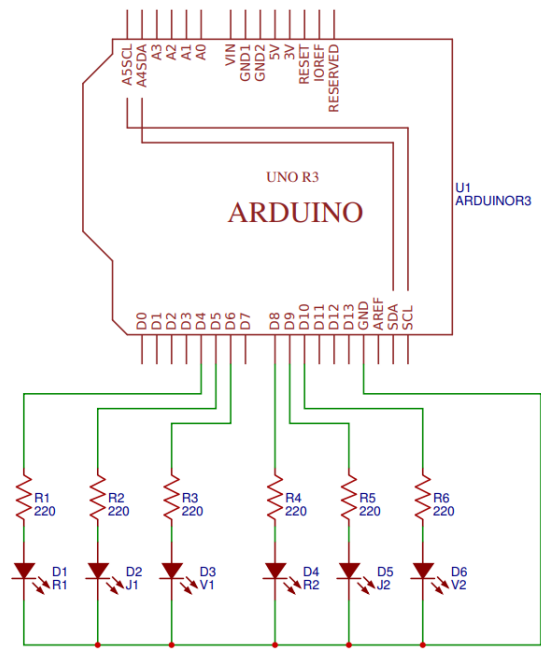 A5SCL
A4SDA
A3
A2
A1
A0
VIN
GND1
GND2
5V
3V
RESET
IOREF
RESERVED
UNO R3
ARDUINO
U1
ARDUINOR3
D0
D1
D2
D3
D4
D5
D6
D7
D8
D9
D10
D11
D12
D13
GND
AREF
SDA
SCL
R1
220
R2
220
R3
220
R4
220
R5
220
R6
220
D1
R1
D2
J1
D3
V1
D4
R2
D5
J2
D6
V2